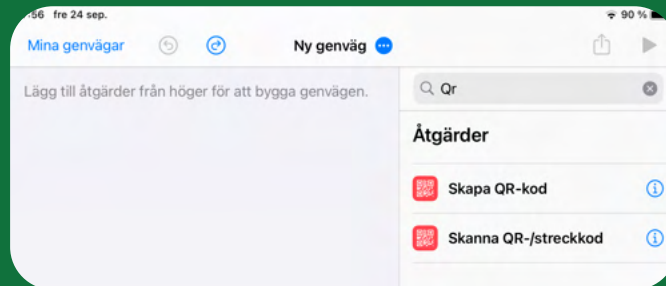 :56 fre 24 sep.
90 %
Mina genvägar
Ny genväg
Lägg till åtgärder från höger för att bygga genvägen.
Qr
Åtgärder
Skapa QR-kod
Skanna QR-/streckkod